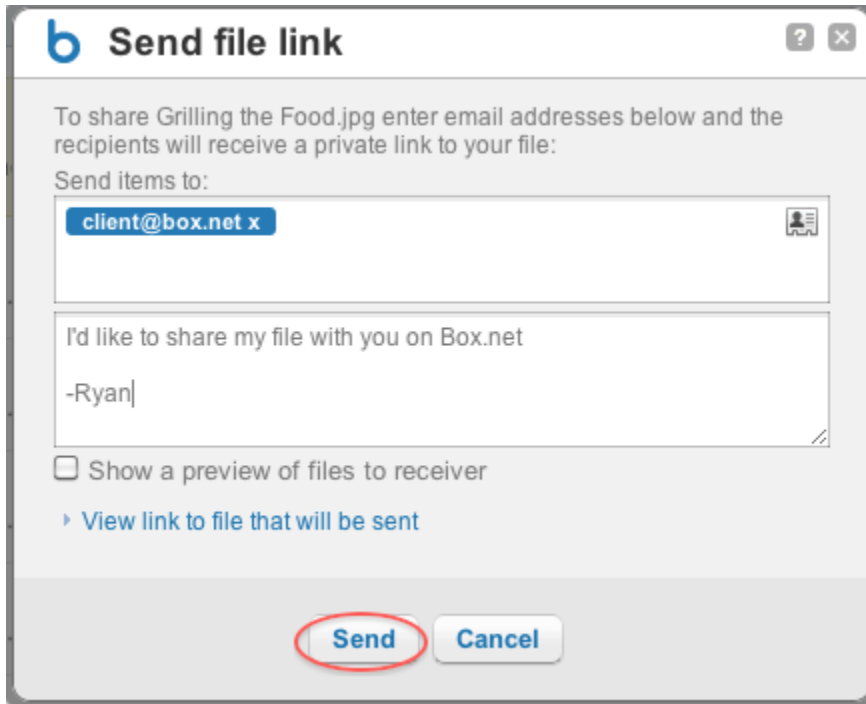 b Send file link ? x
To share Grilling the Food.jpg enter email addresses below and the
recipients will receive a private link to your file:
Send items to:
client@box.net x
I'd like to share my file with you on Box.net
-Ryan
Show a preview of files to receiver
View link to file that will be sent
Send Cancel